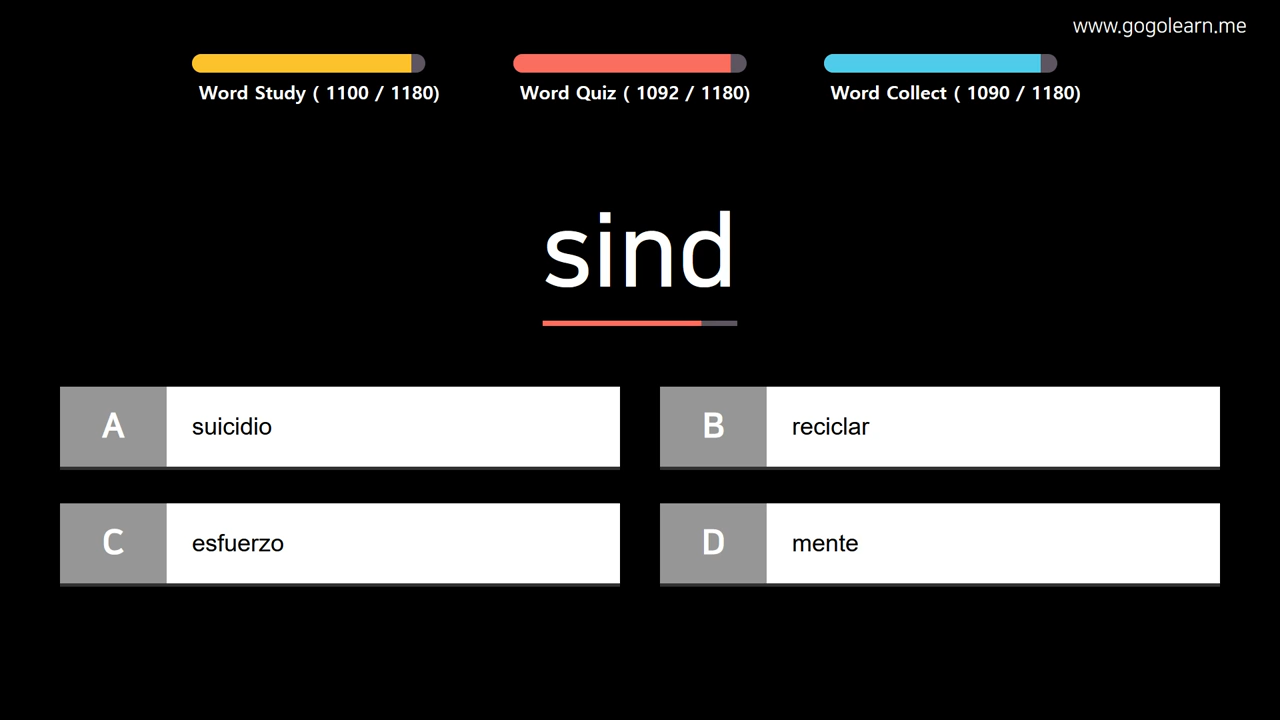 www.gogolearn.me
Word Study ( 1100 / 1180)
Word Quiz ( 1092 / 1180)
Word Collect ( 1090 / 1180)
sind
A suicidio
B reciclar
C esfuerzo
D mente